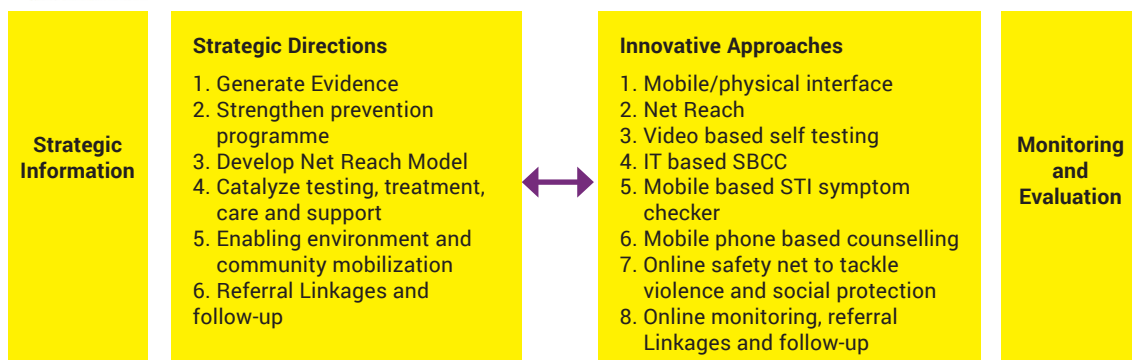 Strategic
Information
Strategic Directions
1. Generate Evidence
2. Strengthen prevention
programme
3. Develop Net Reach Model
4. Catalyze testing, treatment,
care and support
5. Enabling environment and
community mobilization
6. Referral Linkages and
follow-up
Innovative Approaches
1. Mobile/physical interface
2. Net Reach
3. Video based self testing
4. IT based SBCC
5. Mobile based STI symptom
checker
6. Mobile phone based counselling
7. Online safety net to tackle
violence and social protection
8. Online monitoring, referral
Linkages and follow-up
Monitoring
and
Evaluation